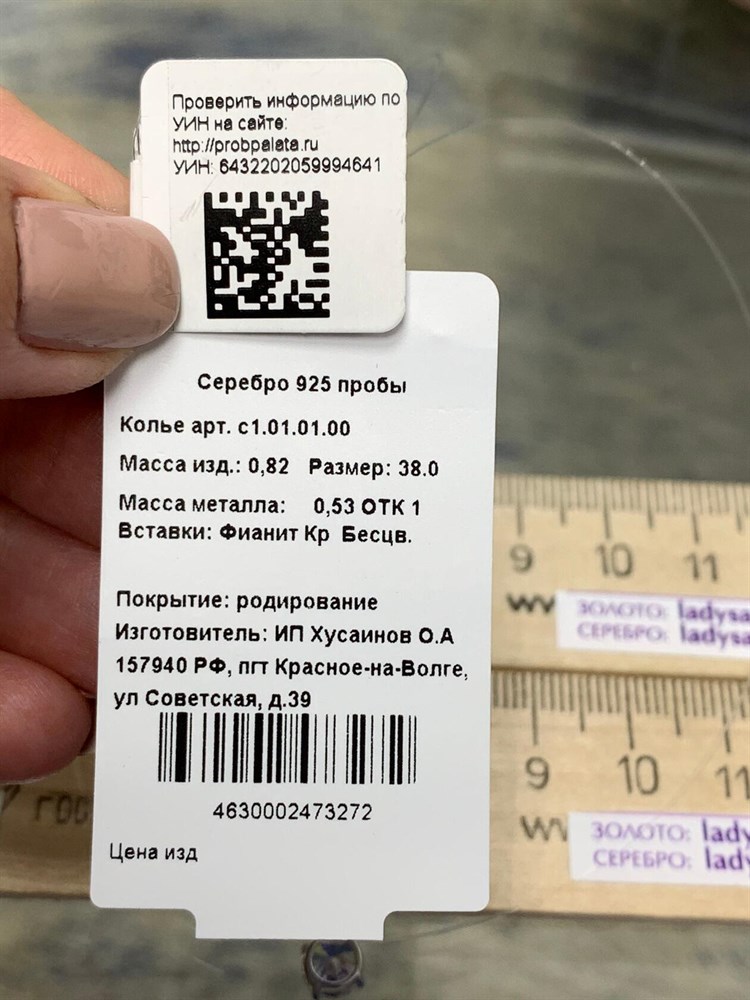 Проверить информацию по
УИН на сайте:
http://probpalata.ru
УИН: 6432202059994641
Серебро 925 пробы
Колье арт. с1.01.01.00
Масса изд.: 0,82 Размер: 38.0
Масса металла: 0,53 ОТК 1
Вставки: Фианит Кр Бесцв.
Покрытие: родирование
Изготовитель: ИП Хусаинов О.А
157940 РФ, пгт Красное-на-Волге,
ул Советская, д.39
4630002473272
Цена изд
9 10 11
ЗОЛОТО: ladysa
СЕРЕБРО: ladysa
9 10 11
ЗОЛОТО: lady
СЕРЕБРО: lad